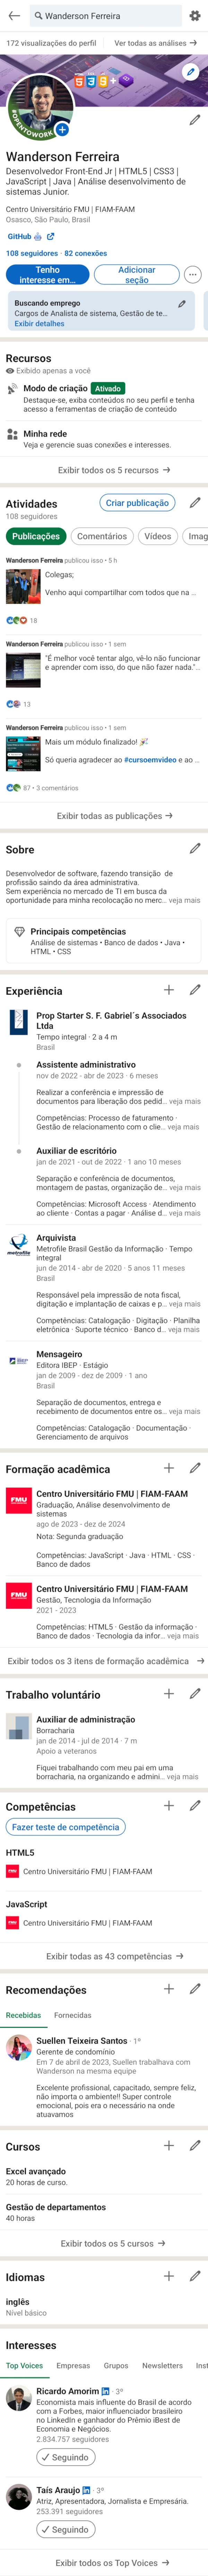 Wanderson Ferreira
172 visualizações do perfil Ver todas as análises →
#OPENTOWORK
Wanderson Ferreira
Desenvolvedor Front-End Jr | HTML5 | CSS3 |
JavaScript | Java | Análise desenvolvimento de
sistemas Junior.
Centro Universitário FMU | FIAM-FAAM
Osasco, São Paulo, Brasil
GitHub
108 seguidores · 82 conexões
Tenho
interesse em...
Adicionar
seção
Buscando emprego
Cargos de Analista de sistema, Gestão de te...
Exibir detalhes
Recursos
Exibido apenas a você
Modo de criação Ativado
Destaque-se, exiba conteúdos no seu perfil e tenha
acesso a ferramentas de criação de conteúdo
Minha rede
Veja e gerencie suas conexões e interesses.
Exibir todos os 5 recursos →
Atividades
Criar publicação
108 seguidores
Publicações Comentários Vídeos Imag
Wanderson Ferreira publicou isso • 5 h
Colegas;
Venho aqui compartilhar com todos que na ...
18
Wanderson Ferreira publicou isso • 1 sem
"É melhor você tentar algo, vê-lo não funcionar
e aprender com isso, do que não fazer nada."...
13
Wanderson Ferreira publicou isso • 1 sem
Mais um módulo finalizado! 🎉
Só queria agradecer ao #cursoemvideo e ao ...
87 • 3 comentários
Exibir todas as publicações →
Sobre
Desenvolvedor de software, fazendo transição de
profissão saindo da área administrativa.
Sem experiência no mercado de TI em busca da
oportunidade para minha recolocação no merc... veja mais
Principais competências
Análise de sistemas • Banco de dados • Java •
HTML • CSS
Experiência
Prop Starter S. F. Gabriel´s Associados
Ltda
Tempo integral · 2 a 4 m
Brasil
Assistente administrativo
nov de 2022 - abr de 2023 · 6 meses
Realizar a conferência e impressão de
documentos para liberação dos pedid... veja mais
Competências: Processo de faturamento ·
Gestão de relacionamento com o clie... veja mais
Auxiliar de escritório
jan de 2021 - out de 2022 · 1 ano 10 meses
Separação e conferência de documentos,
montagem de pastas, organização de... veja mais
Competências: Microsoft Access · Atendimento
ao cliente · Contas a pagar · Análise d... veja mais
Arquivista
Metrofile Brasil Gestão da Informação · Tempo
integral
jun de 2014 - abr de 2020 · 5 anos 11 meses
Brasil
Responsável pela impressão de nota fiscal,
digitação e implantação de caixas e p... veja mais
Competências: Catalogação · Digitação · Planilha
eletrônica · Suporte técnico · Banco d... veja mais
Mensageiro
Editora IBEP · Estágio
jan de 2009 - dez de 2009 · 1 ano
Brasil
Separação de documentos, entrega e
recebimento de documentos entre os... veja mais
Competências: Catalogação · Documentação ·
Gerenciamento de arquivos
Formação acadêmica
FMU
Centro Universitário FMU | FIAM-FAAM
Graduação, Análise desenvolvimento de
sistemas
ago de 2023 - dez de 2024
Nota: Segunda graduação
Competências: JavaScript · Java · HTML · CSS ·
Banco de dados
FMU
Centro Universitário FMU | FIAM-FAAM
Gestão, Tecnologia da Informação
2021 - 2023
Competências: HTML5 · Gestão da informação ·
Banco de dados · Tecnologia da infor... veja mais
Exibir todos os 3 itens de formação acadêmica →
Trabalho voluntário
Auxiliar de administração
Borracharia
jan de 2014 - jul de 2014 · 7 m
Apoio a veteranos
Fiquei trabalhando com meu pai em uma
borracharia, na organizando e admini... veja mais
Competências
Fazer teste de competência
HTML5
FMU Centro Universitário FMU | FIAM-FAAM
JavaScript
FMU Centro Universitário FMU | FIAM-FAAM
Exibir todas as 43 competências →
Recomendações
Recebidas Fornecidas
Suellen Teixeira Santos · 1º
Gerente de condomínio
Em 7 de abril de 2023, Suellen trabalhava com
Wanderson na mesma equipe
Excelente profissional, capacitado, sempre feliz,
não importa o ambiente!! Super controle
emocional, pois era o necessário na onde
atuavamos
Cursos
Excel avançado
20 horas de curso.
Gestão de departamentos
40 horas
Exibir todos os 5 cursos →
Idiomas
inglês
Nível básico
Interesses
Top Voices Empresas Grupos Newsletters Inst
Ricardo Amorim in · 3º
Economista mais influente do Brasil de acordo
com a Forbes, maior influenciador brasileiro
no LinkedIn e ganhador do Prêmio iBest de
Economia e Negócios.
2.834.757 seguidores
Seguindo
Taís Araujo in · 3º
Atriz, Apresentadora, Jornalista e Empresária.
253.391 seguidores
Seguindo
Exibir todos os Top Voices →